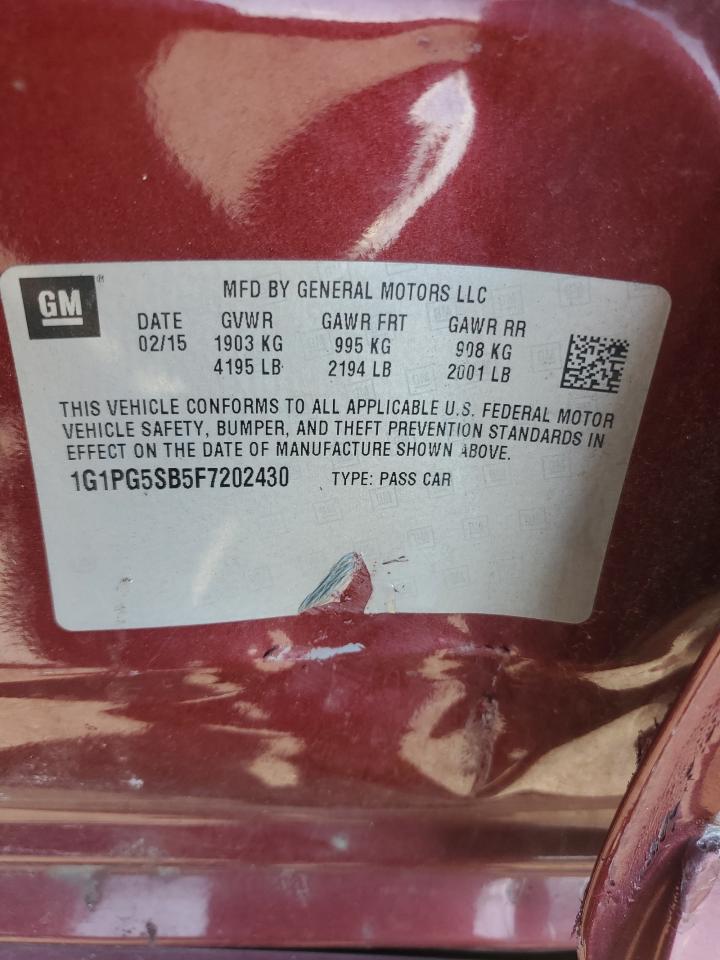 GM
MFD BY GENERAL MOTORS LLC
DATE GVWR GAWR FRT GAWR RR
02/15 1903 KG 995 KG 908 KG
4195 LB 2194 LB 2001 LB
THIS VEHICLE CONFORMS TO ALL APPLICABLE U.S. FEDERAL MOTOR
VEHICLE SAFETY, BUMPER, AND THEFT PREVENTION STANDARDS IN
EFFECT ON THE DATE OF MANUFACTURE SHOWN ABOVE.
1G1PG5SB5F7202430 TYPE: PASS CAR